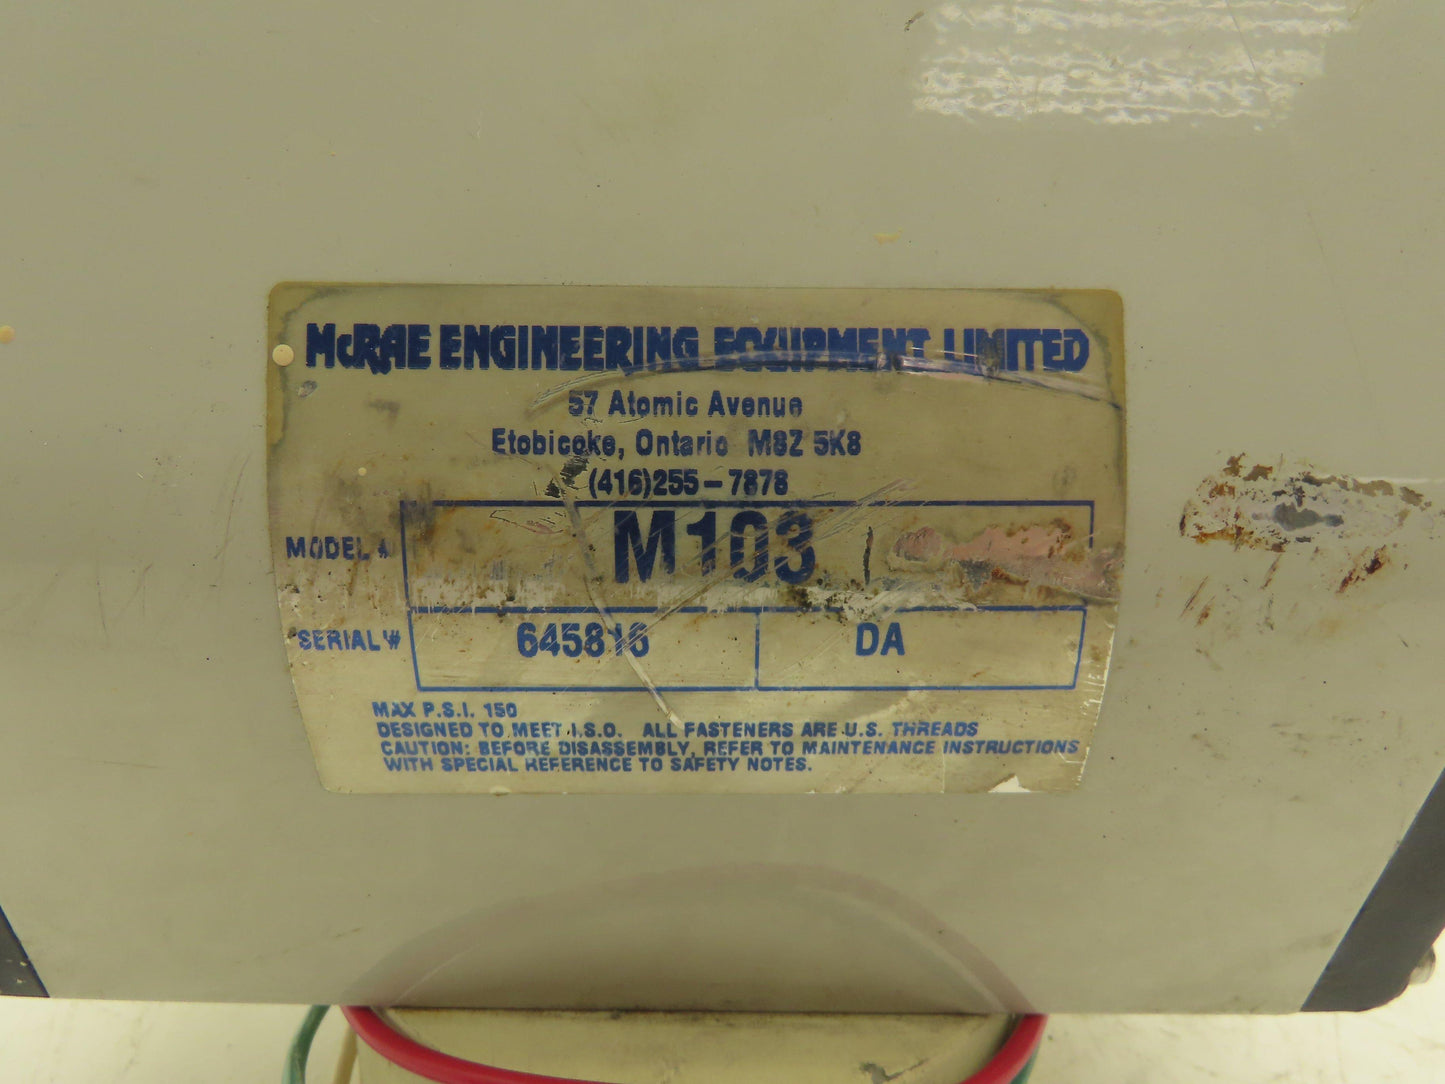 McRAE ENGINEERING EQUIPMENT LIMITED
57 Atomic Avenue
Etobicoke, Ontario M8Z 5K8
(416)255-7878
MODEL # M103
SERIAL # 645816 DA
MAX P.S.I. 150
DESIGNED TO MEET I.S.O. ALL FASTENERS ARE U.S. THREADS
CAUTION: BEFORE DISASSEMBLY, REFER TO MAINTENANCE INSTRUCTIONS
WITH SPECIAL REFERENCE TO SAFETY NOTES.